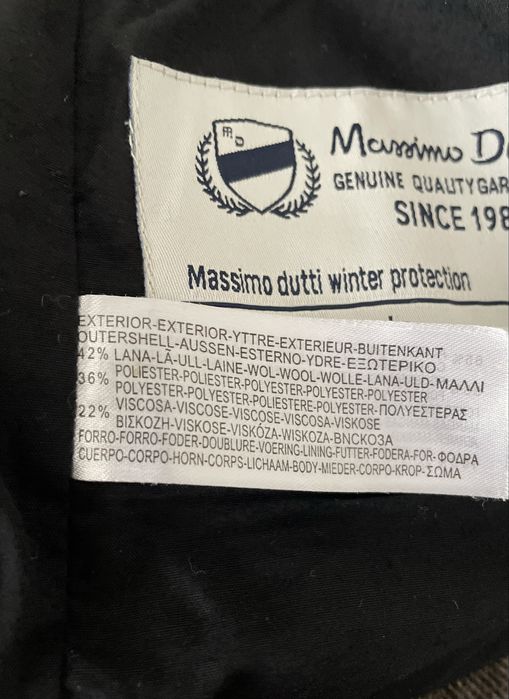 Massimo
GENUINE QUALITY GAR
SINCE 198
Massimo dutti winter protection
EXTERIOR-EXTERIOR-YTTRE-EXTERIEUR-BUITENKANT
OUTERSHELL-AUSSEN-ESTERNO-YDRE-ΕΞΩΤΕΡΙΚΟ
42% LANA-LÃ-ULL-LAINE-WOL-WOOL-WOLLE-LANA-ULD-ΜΑΛΛΙ
36% POLIESTER-POLIESTER-POLYESTER-POLYESTER-POLYESTER
POLYESTER-POLYESTER-POLIESTERE-POLYESTER-ΠΟΛΥΕΣΤΕΡΑΣ
22% VISCOSA-VISCOSE-VISCOSE-VISCOSA-VISKOSE
ΒΙΣΚΟΖΗ-VISKOSE-VISKÓZA-WISKOZA-ВИСКОЗА
FORRO-FORRO-FODER-DOUBLURE-VOERING-LINING-FUTTER-FODERA-FOR-ΦΟΔΡΑ
CUERPO-CORPO-HORN-CORPS-LICHAAM-BODY-MIEDER-CORPO-KROP-ΣΩΜΑ